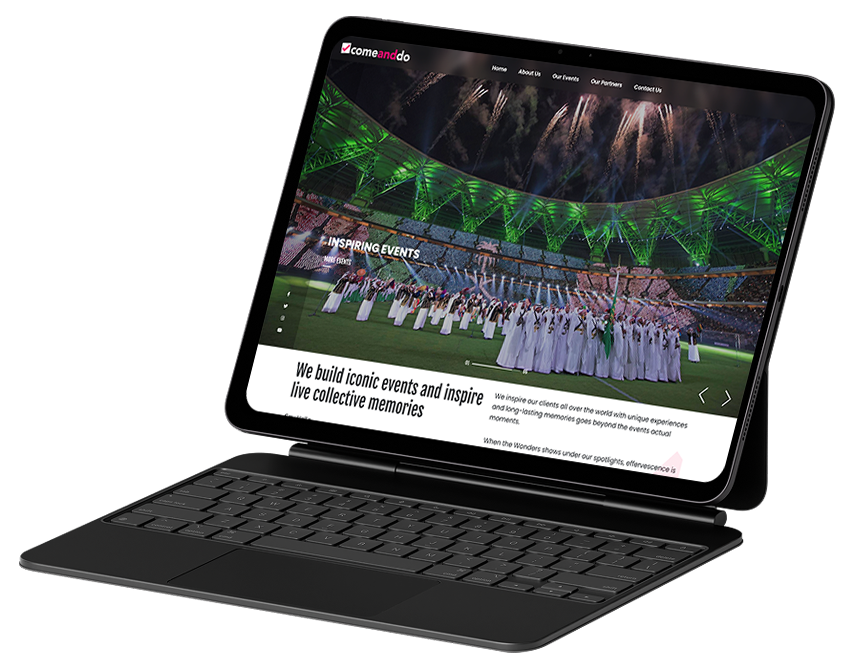 comeanddo
Home About Us Our Events Our Partners Contact Us
INSPIRING EVENTS
MORE EVENTS
We build iconic events and inspire
live collective memories
We inspire our clients all over the world with unique experiences
and long-lasting memories goes beyond the events actual
moments.
When the Wonders shows under our spotlights, effervescence is